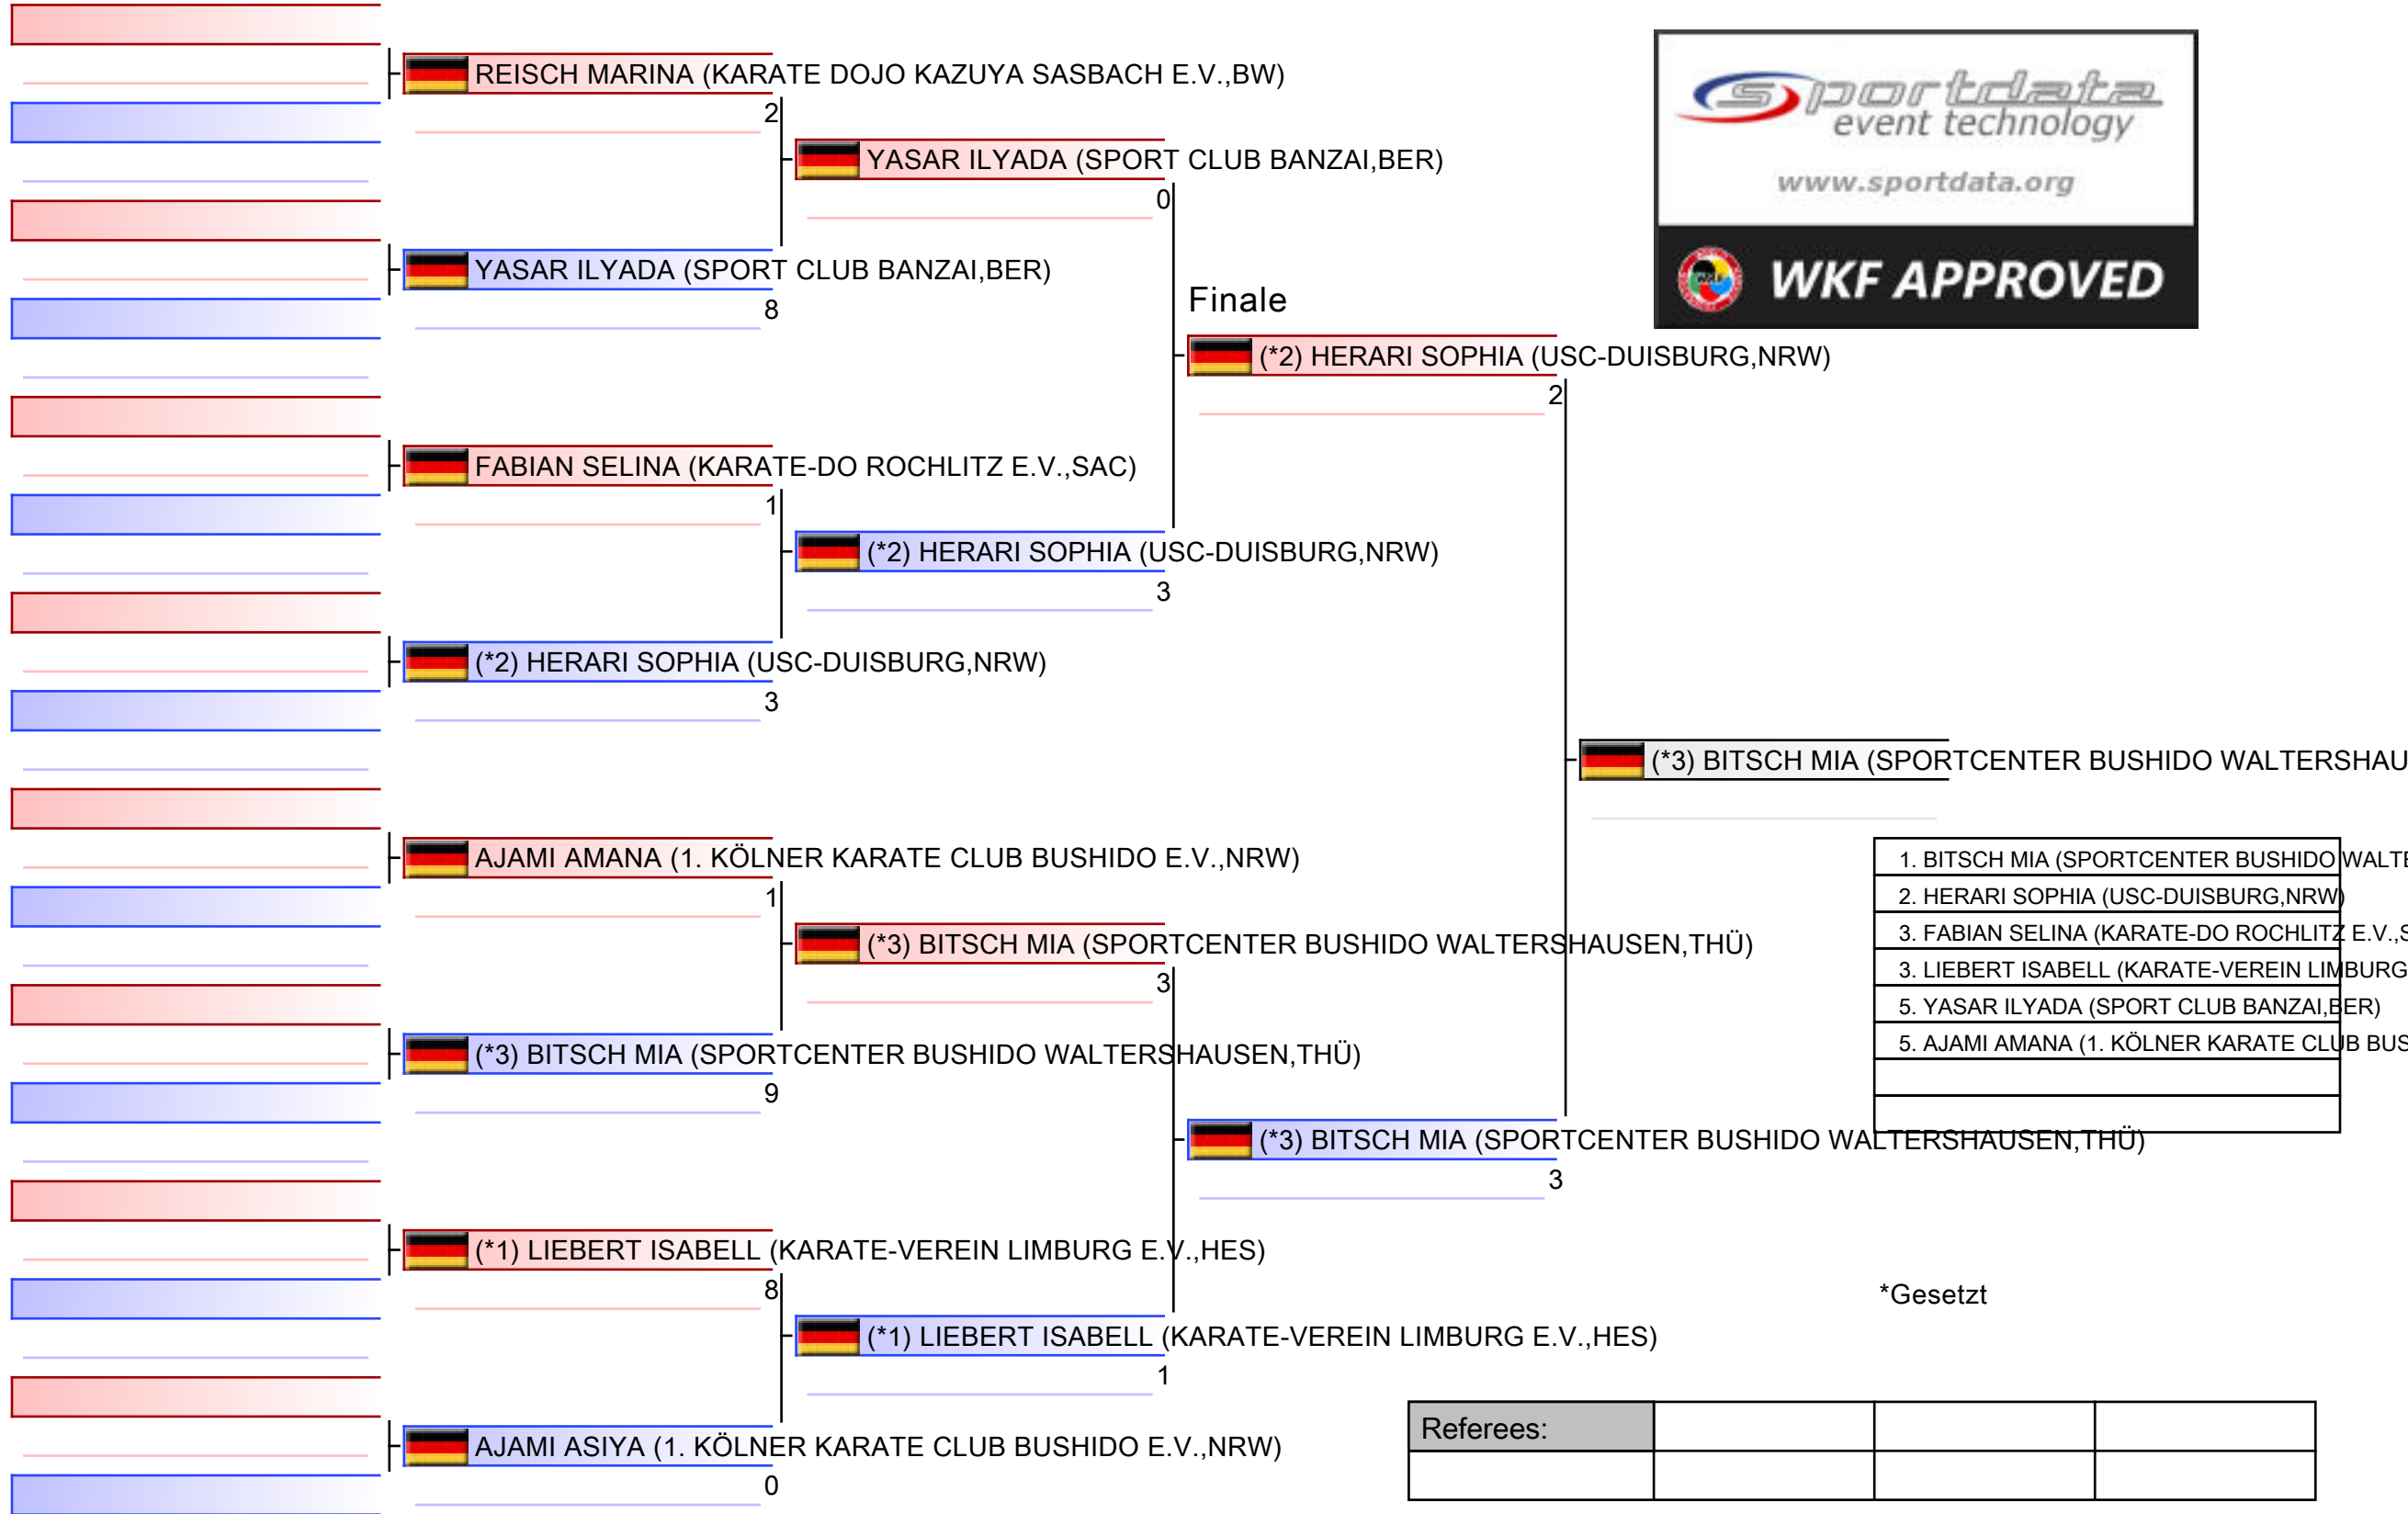 REISCH MARINA (KARATE DOJO KAZUYA SASBACH E.V.,BW)
2
YASAR ILYADA (SPORT CLUB BANZAI,BER)
0
YASAR ILYADA (SPORT CLUB BANZAI,BER)
8
sportdata
event technology
www.sportdata.org
WKF APPROVED
Finale
(*2) HERARI SOPHIA (USC-DUISBURG,NRW)
2
FABIAN SELINA (KARATE-DO ROCHLITZ E.V.,SAC)
1
(*2) HERARI SOPHIA (USC-DUISBURG,NRW)
3
(*2) HERARI SOPHIA (USC-DUISBURG,NRW)
3
(*3) BITSCH MIA (SPORTCENTER BUSHIDO WALTERSHAU
AJAMI AMANA (1. KÖLNER KARATE CLUB BUSHIDO E.V.,NRW)
1
(*3) BITSCH MIA (SPORTCENTER BUSHIDO WALTERSHAUSEN,THÜ)
3
(*3) BITSCH MIA (SPORTCENTER BUSHIDO WALTERSHAUSEN,THÜ)
9
1. BITSCH MIA (SPORTCENTER BUSHIDO WALTE
2. HERARI SOPHIA (USC-DUISBURG,NRW)
3. FABIAN SELINA (KARATE-DO ROCHLITZ E.V.,S
3. LIEBERT ISABELL (KARATE-VEREIN LIMBURG
5. YASAR ILYADA (SPORT CLUB BANZAI,BER)
5. AJAMI AMANA (1. KÖLNER KARATE CLUB BUS
(*3) BITSCH MIA (SPORTCENTER BUSHIDO WALTERSHAUSEN,THÜ)
3
(*1) LIEBERT ISABELL (KARATE-VEREIN LIMBURG E.V.,HES)
8
(*1) LIEBERT ISABELL (KARATE-VEREIN LIMBURG E.V.,HES)
1
*Gesetzt
AJAMI ASIYA (1. KÖLNER KARATE CLUB BUSHIDO E.V.,NRW)
0
Referees: